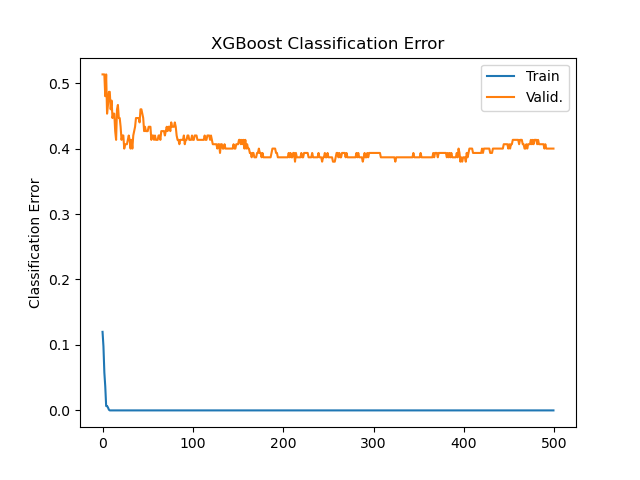 XGBoost Classification Error
Train
Valid.
Classification Error
0.5
0.4
0.3
0.2
0.1
0.0
0 100 200 300 400 500